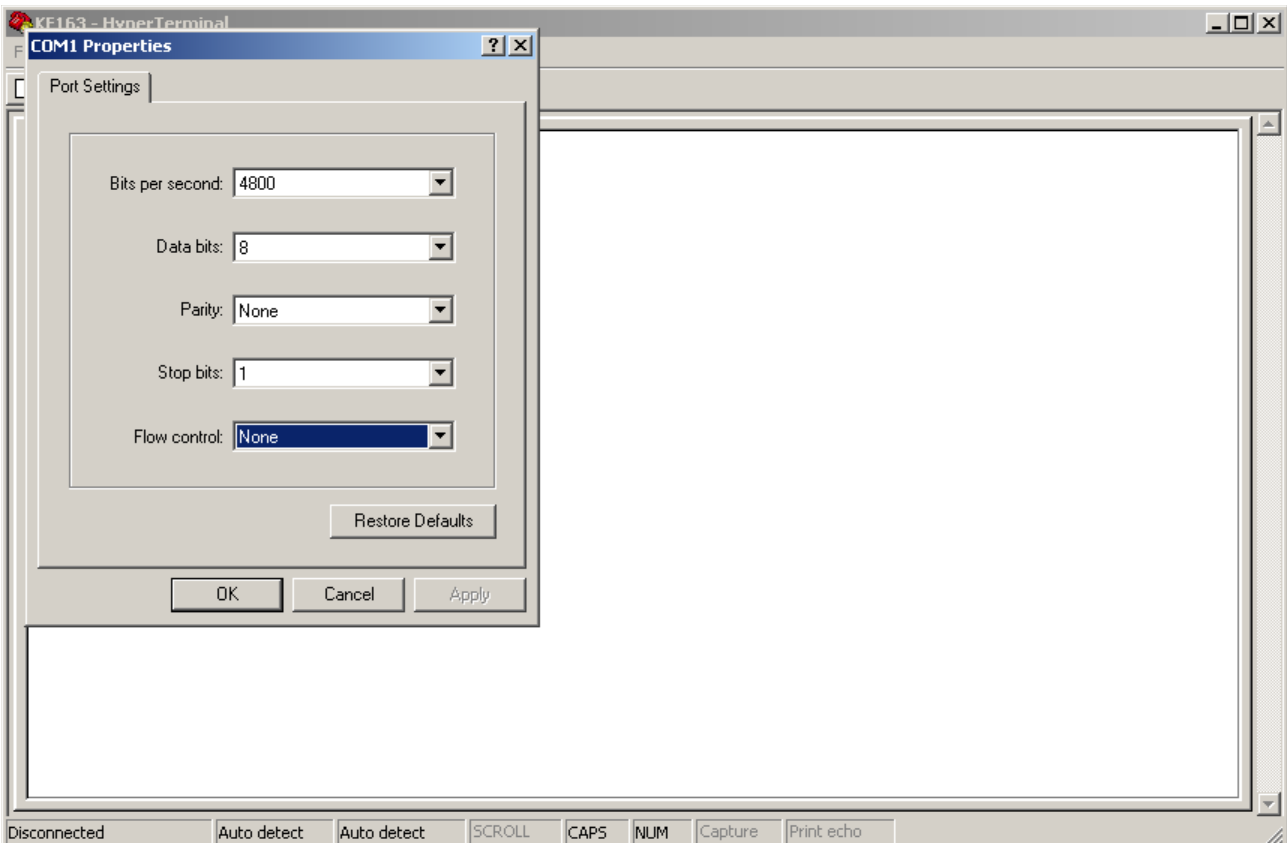 KE163 - HyperTerminal
COM1 Properties
F
Port Settings
Bits per second: 4800
Data bits: 8
Parity: None
Stop bits: 1
Flow control: None
Restore Defaults
OK Cancel Apply
Disconnected Auto detect Auto detect SCROLL CAPS NUM Capture Print echo